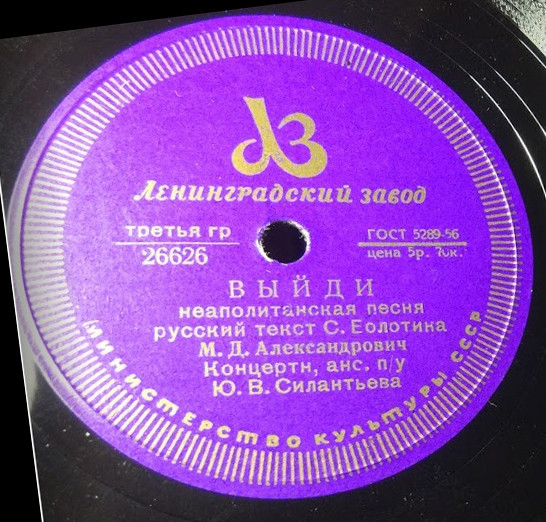 ЛЗ
Ленинградский завод
третья гр
26626
ГОСТ 5289-56
цена 5р. 70к.
ВЫЙДИ
неаполитанская песня
русский текст С. Болотина
М. Д. Александрович
Концертн, анс. п/у
Ю. В. Силантьева
МИНИСТЕРСТВО КУЛЬТУРЫ СССР